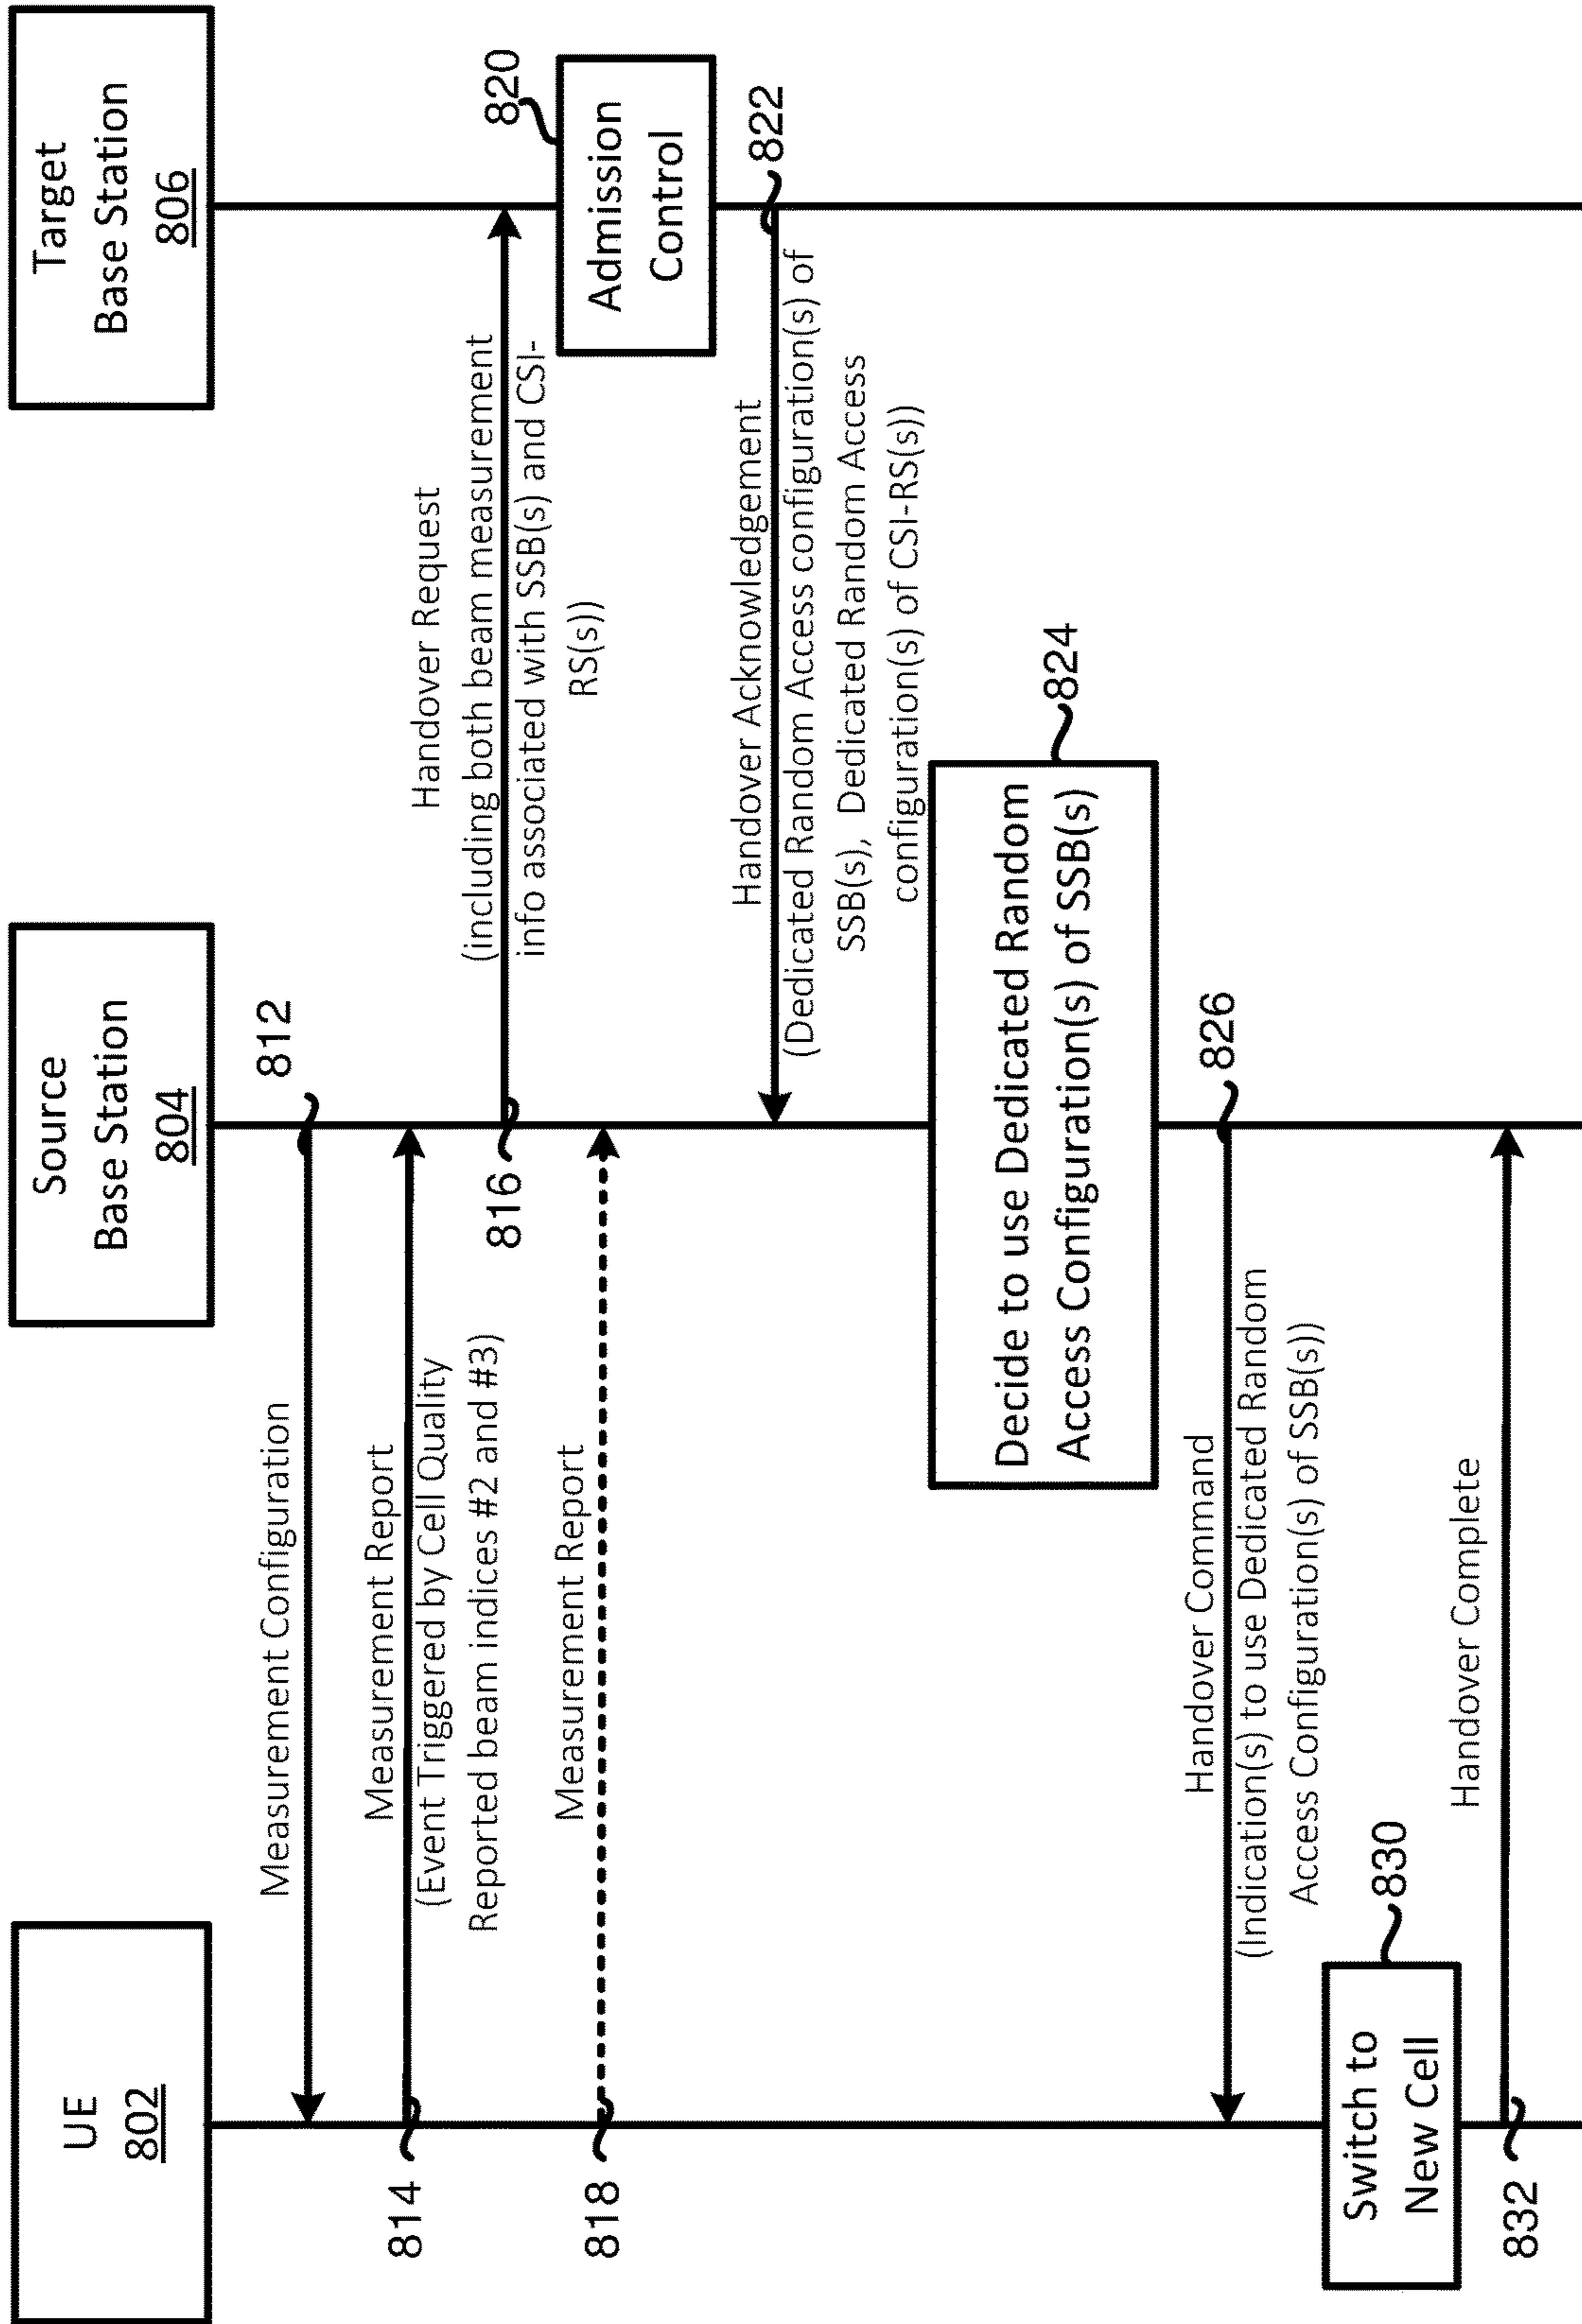 UE
802
Source
Base Station
804
Target
Base Station
806
812
Measurement Configuration
814
Measurement Report
(Event Triggered by Cell Quality
Reported beam indices #2 and #3)
816
Handover Request
(including both beam measurement
info associated with SSB(s) and CSI-
RS(s))
818
Measurement Report
820
Admission
Control
822
Handover Acknowledgement
(Dedicated Random Access configuration(s) of
SSB(s), Dedicated Random Access
configuration(s) of CSI-RS(s))
824
Decide to use Dedicated Random
Access Configuration(s) of SSB(s)
826
Handover Command
(Indication(s) to use Dedicated Random
Access Configuration(s) of SSB(s))
830
Switch to
New Cell
832
Handover Complete